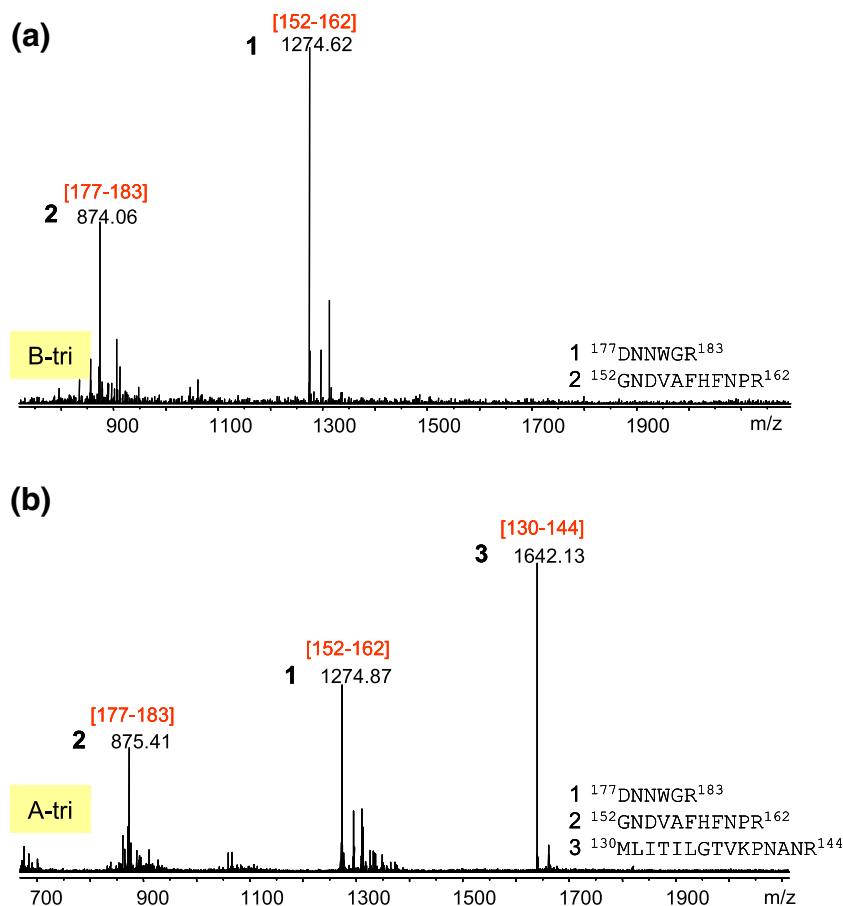 (a)
[152-162]
1 1274.62
[177-183]
2 874.06
B-tri
1 ¹⁷⁷DNNWGR¹⁸³
2 ¹⁵²GNDVAFHFNPR¹⁶²
900 1100 1300 1500 1700 1900 m/z
(b)
[130-144]
3 1642.13
[152-162]
1 1274.87
[177-183]
2 875.41
A-tri
1 ¹⁷⁷DNNWGR¹⁸³
2 ¹⁵²GNDVAFHFNPR¹⁶²
3 ¹³⁰MLITILGTVKPNANR¹⁴⁴
700 900 1100 1300 1500 1700 1900 m/z